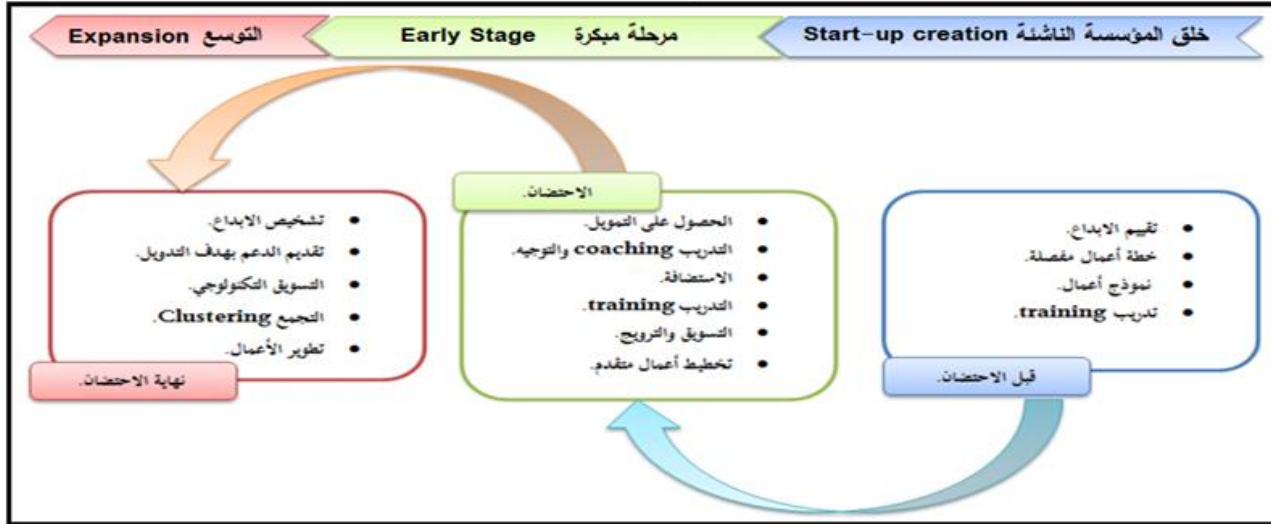 خلق المؤسسة الناشئة Start-up creation
مرحلة مبكرة Early Stage
التوسع Expansion
تقييم الابداع.
خطة أعمال مفصلة.
نموذج أعمال.
تدريب training.
قبل الاحتضان.
الاحتضان.
الحصول على التمويل.
التدريب coaching والتوجيه.
الاستضافة.
التدريب training.
التسويق والترويج.
تخطيط أعمال متقدم.
تشخيص الابداع.
تقديم الدعم بهدف التدويل.
التسويق التكنولوجي.
التجمع Clustering.
تطوير الأعمال.
نهاية الاحتضان.